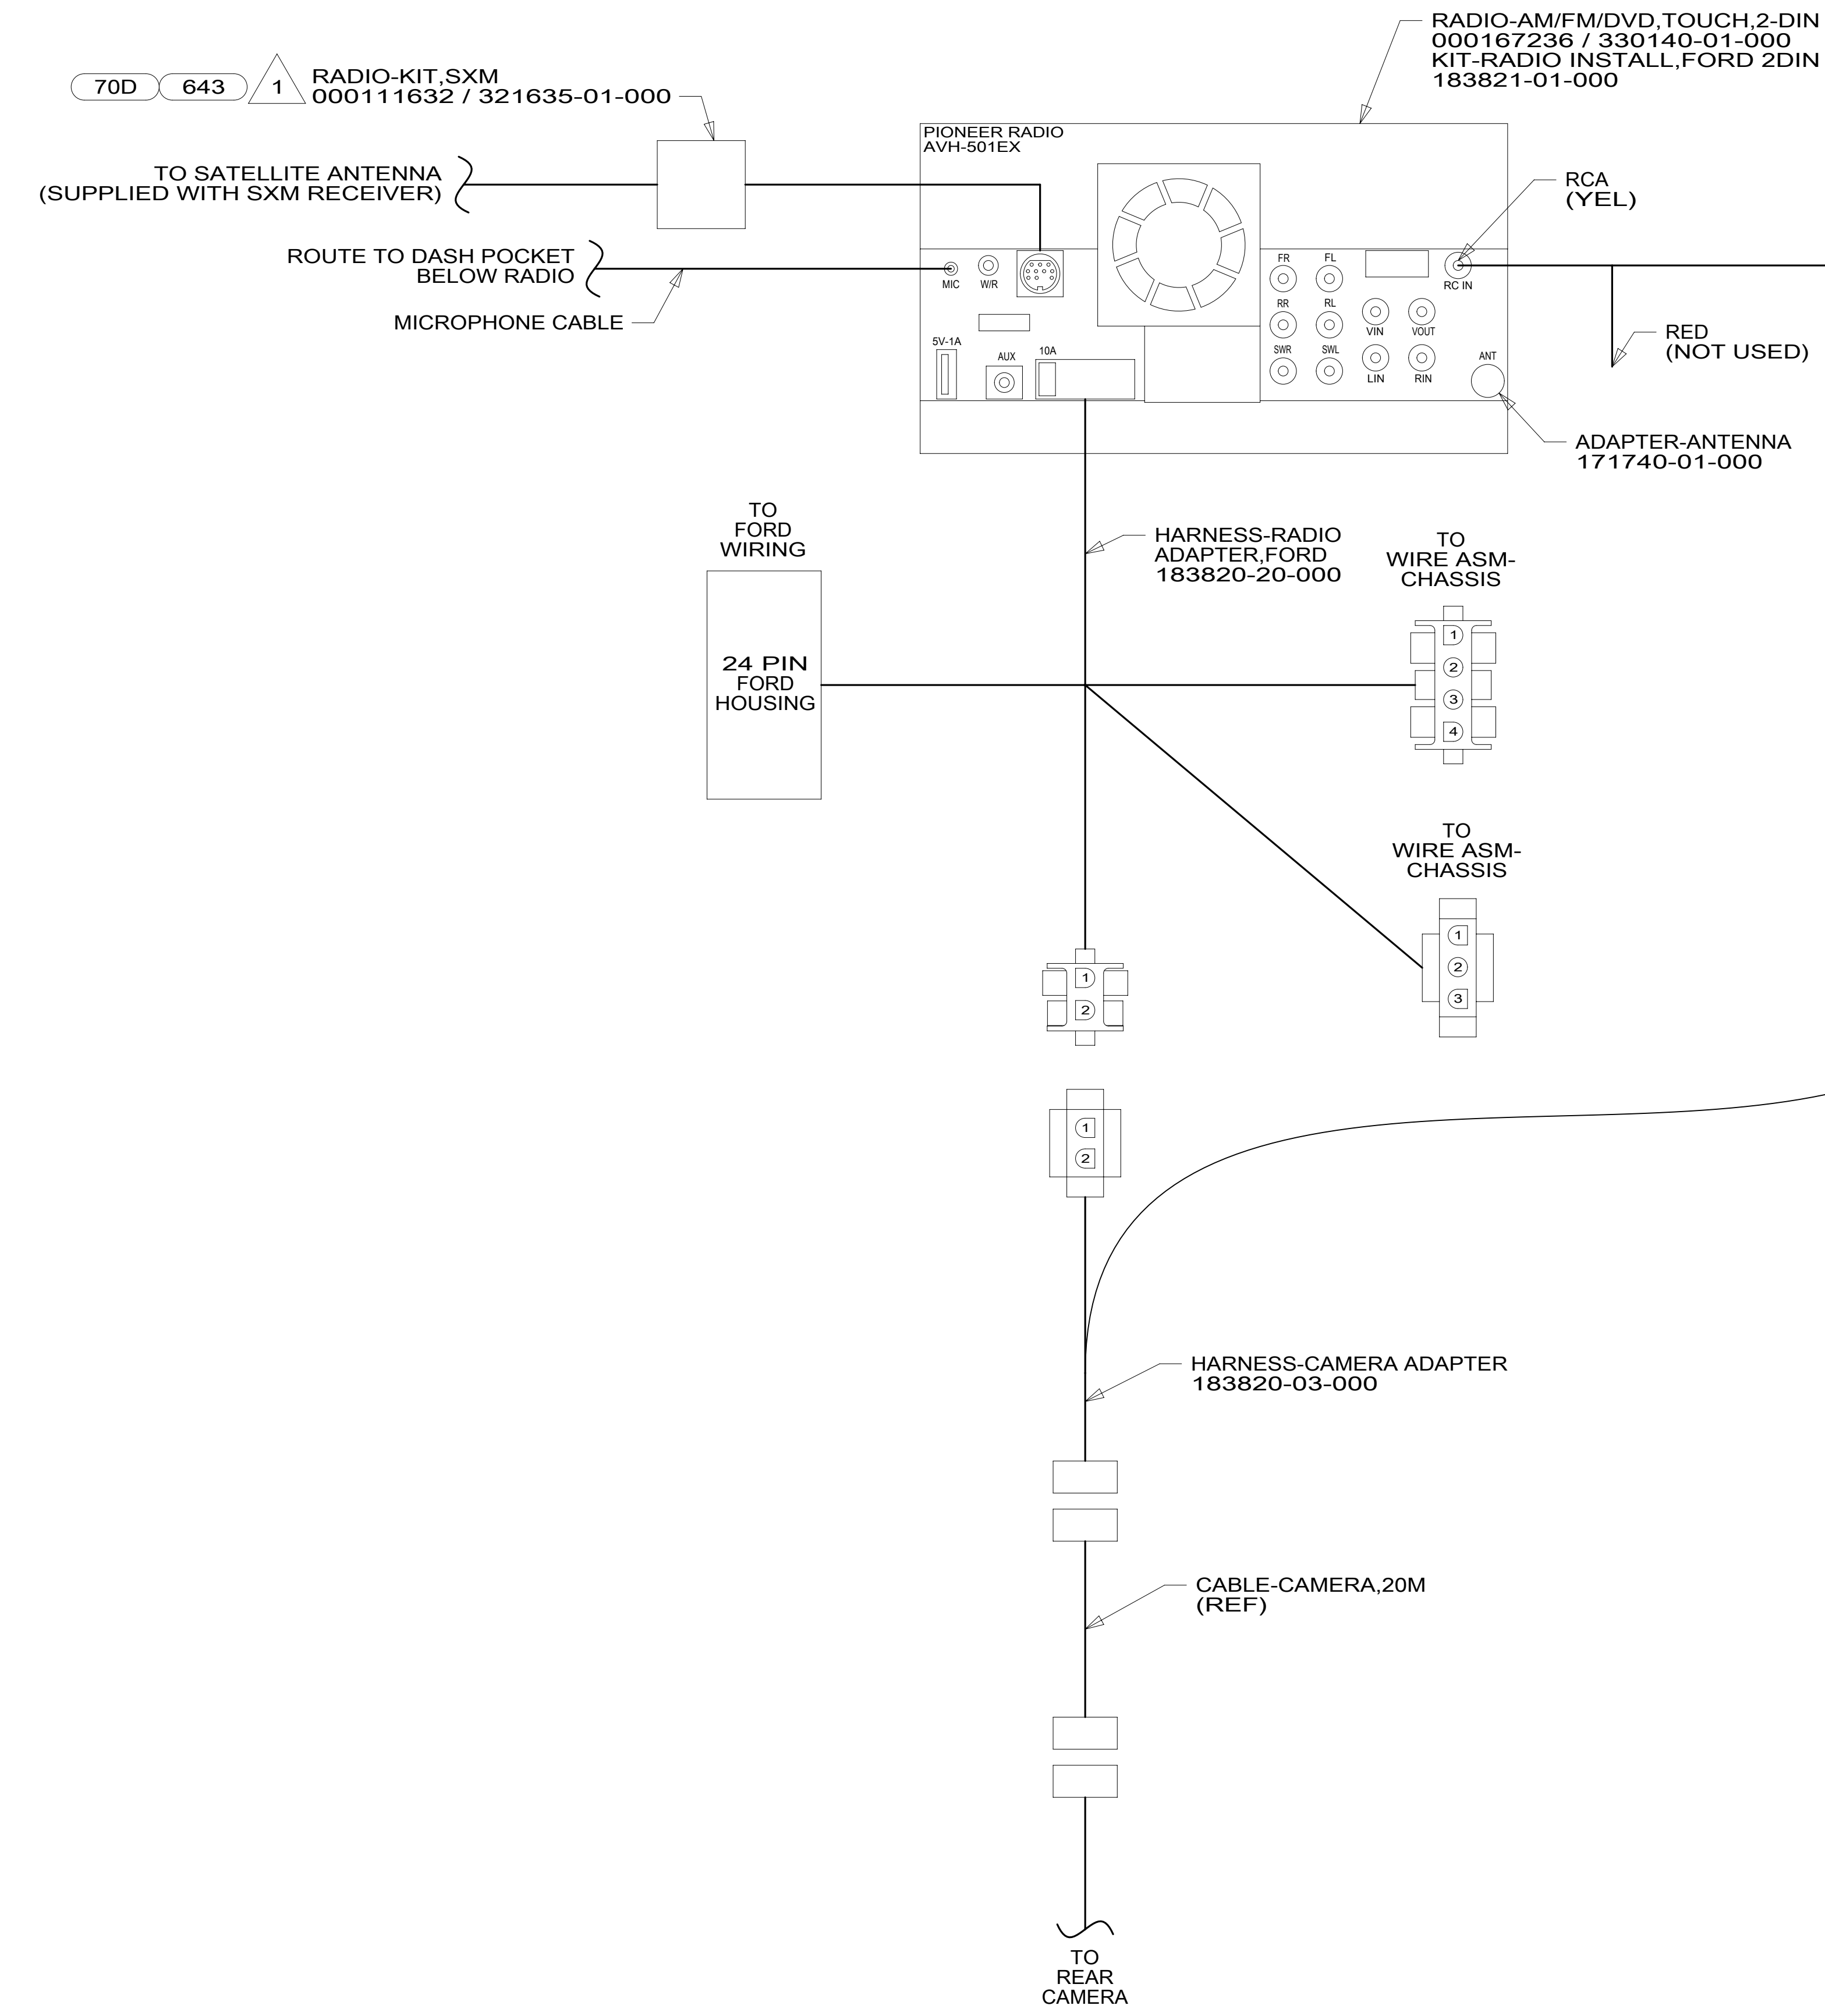 RADIO-AM/FM/DVD,TOUCH,2-DIN
000167236 / 330140-01-000
KIT-RADIO INSTALL,FORD 2DIN
183821-01-000
70D
643
1
RADIO-KIT,SXM
000111632 / 321635-01-000
PIONEER RADIO
AVH-501EX
TO SATELLITE ANTENNA
(SUPPLIED WITH SXM RECEIVER)
RCA
(YEL)
ROUTE TO DASH POCKET
BELOW RADIO
MICROPHONE CABLE
MIC
W/R
FR
FL
RC IN
RR
RL
VIN
VOUT
5V-1A
AUX
10A
SWR
SWL
LIN
RIN
ANT
RED
(NOT USED)
ADAPTER-ANTENNA
171740-01-000
TO
FORD
WIRING
HARNESS-RADIO
ADAPTER,FORD
183820-20-000
TO
WIRE ASM-
CHASSIS
24 PIN
FORD
HOUSING
1
2
3
4
TO
WIRE ASM-
CHASSIS
1
2
3
1
2
1
2
HARNESS-CAMERA ADAPTER
183820-03-000
CABLE-CAMERA,20M
(REF)
TO
REAR
CAMERA